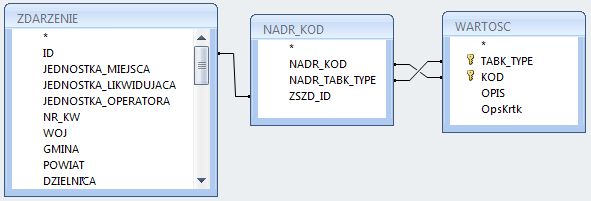 ZDARZENIE
*
ID
JEDNOSTKA_MIEJSCA
JEDNOSTKA_LIKWIDUJACA
JEDNOSTKA_OPERATORA
NR_KW
WOJ
GMINA
POWIAT
DZIELNICA
NADR_KOD
*
NADR_KOD
NADR_TABK_TYPE
ZSZD_ID
WARTOSC
*
TABK_TYPE
KOD
OPIS
OpsKrtk